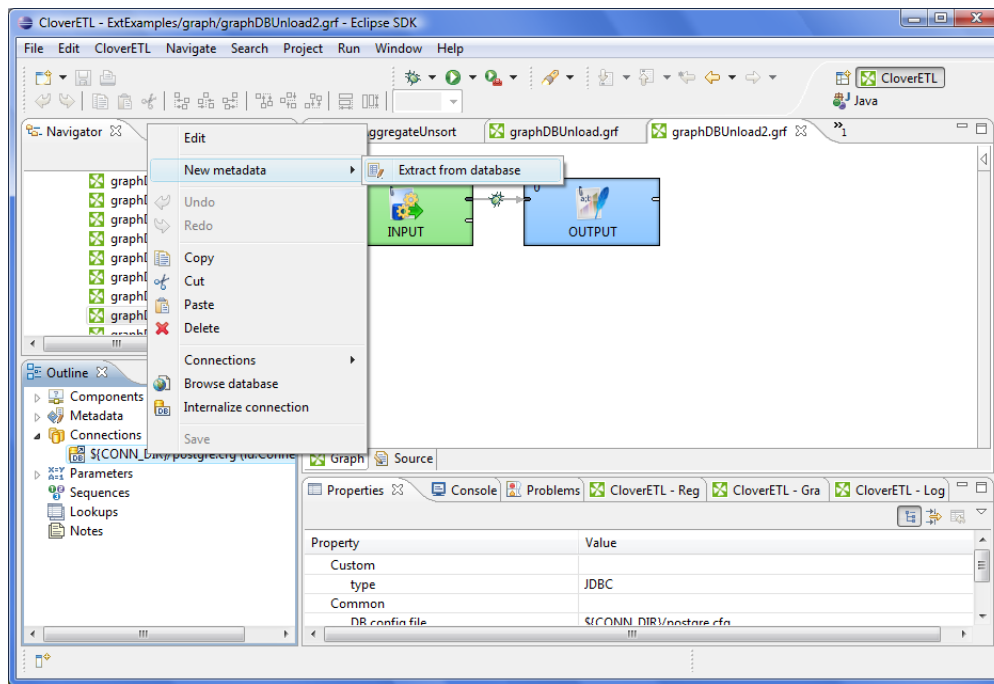 CloverETL - ExtExamples/graph/graphDBUnload2.grf - Eclipse SDK
File Edit CloverETL Navigate Search Project Run Window Help
CloverETL
Java
Navigator
ggregateUnsort
graphDBUnload.grf
graphDBUnload2.grf
1
Edit
New metadata
Extract from database
Undo
Redo
Copy
Cut
Paste
Delete
Connections
Browse database
Internalize connection
Save
INPUT
0
OUTPUT
Outline
Components
Metadata
Connections
${CONN_DIR}/postgre.cfg (id:Conne
Parameters
Sequences
Lookups
Notes
Graph
Source
Properties
Console
Problems
CloverETL - Reg
CloverETL - Gra
CloverETL - Log
Property Value
Custom
type JDBC
Common
DB config file ${CONN_DIR}/postgre.cfg